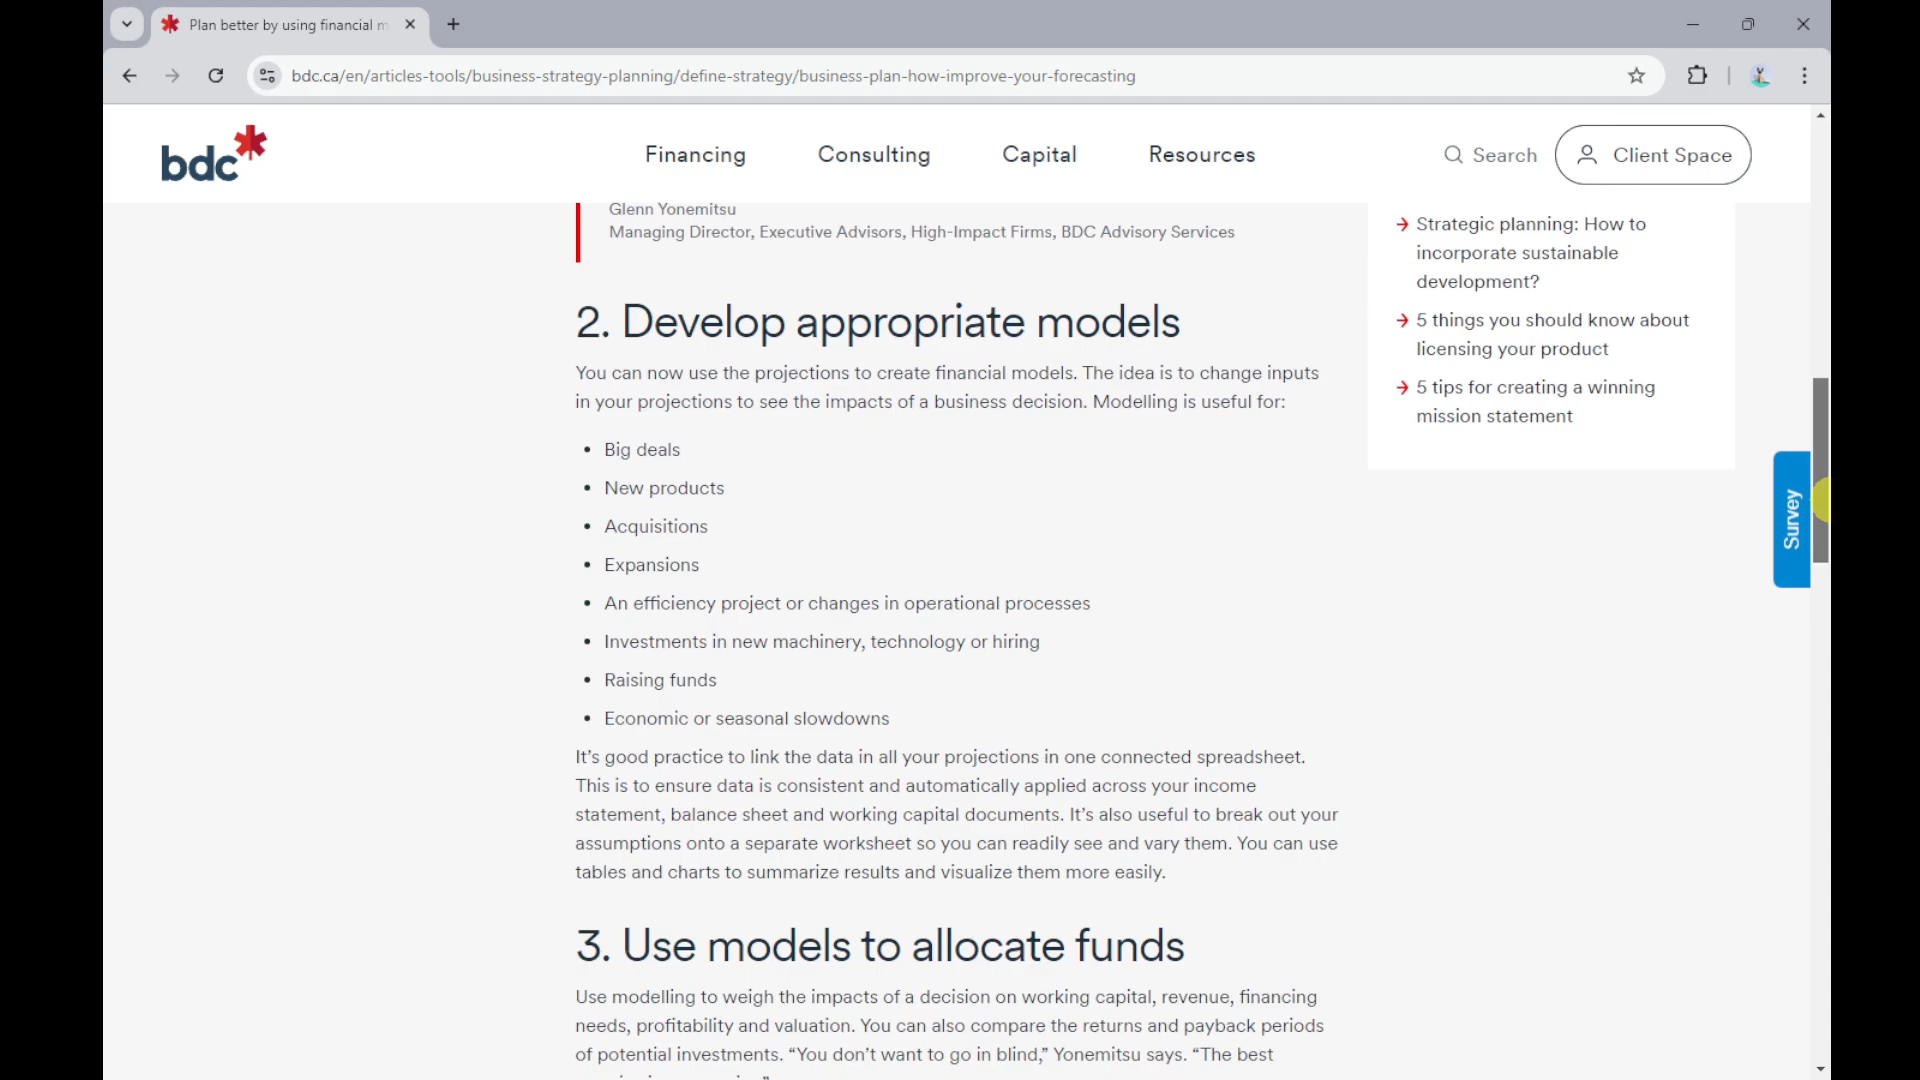 Plan better by using financial m
bdc.ca/en/articles-tools/business-strategy-planning/define-strategy/business-plan-how-improve-your-forecasting
bdc
Financing
Consulting
Capital
Resources
Search
Client Space
Glenn Yonemitsu
Managing Director, Executive Advisors, High-Impact Firms, BDC Advisory Services
2. Develop appropriate models
You can now use the projections to create financial models. The idea is to change inputs
in your projections to see the impacts of a business decision. Modelling is useful for:
• Big deals
• New products
• Acquisitions
• Expansions
• An efficiency project or changes in operational processes
• Investments in new machinery, technology or hiring
• Raising funds
• Economic or seasonal slowdowns
It’s good practice to link the data in all your projections in one connected spreadsheet.
This is to ensure data is consistent and automatically applied across your income
statement, balance sheet and working capital documents. It’s also useful to break out your
assumptions onto a separate worksheet so you can readily see and vary them. You can use
tables and charts to summarize results and visualize them more easily.
3. Use models to allocate funds
Use modelling to weigh the impacts of a decision on working capital, revenue, financing
needs, profitability and valuation. You can also compare the returns and payback periods
of potential investments. “You don’t want to go in blind,” Yonemitsu says. “The best
→ Strategic planning: How to
incorporate sustainable
development?
→ 5 things you should know about
licensing your product
→ 5 tips for creating a winning
mission statement
Survey